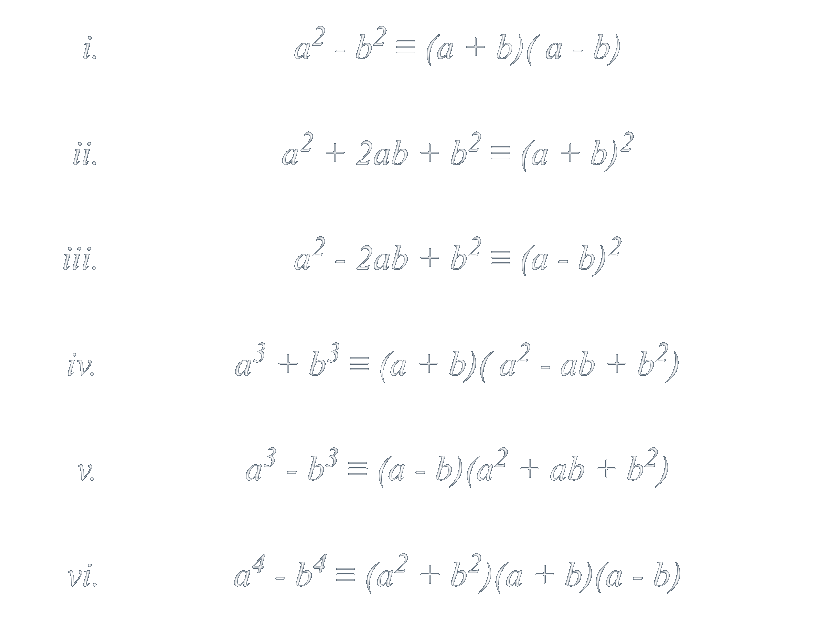 i. a² - b² ≡ (a + b)( a - b)
ii. a² + 2ab + b² ≡ (a + b)²
iii. a² - 2ab + b² ≡ (a - b)²
iv. a³ + b³ ≡ (a + b)( a² - ab + b²)
v. a³ - b³ ≡ (a - b)(a² + ab + b²)
vi. a⁴ - b⁴ ≡ (a² + b²)(a + b)(a - b)